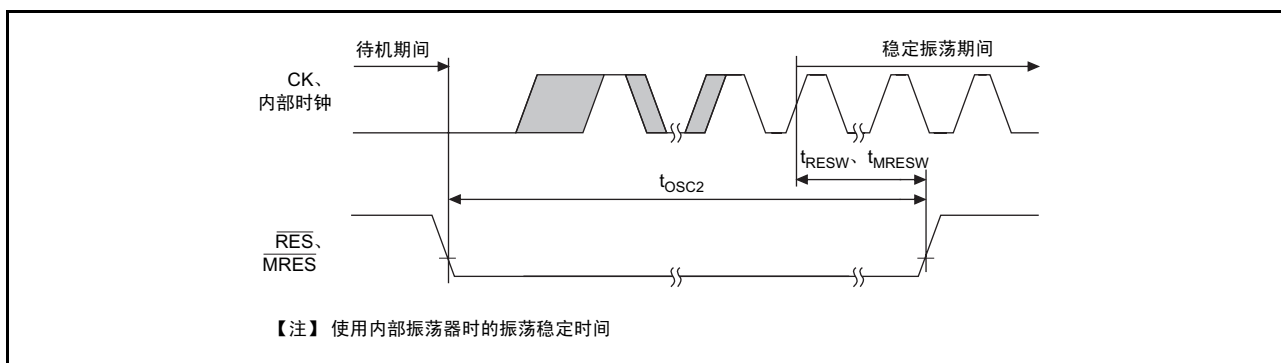 待机期间
稳定振荡期间
CK、
内部时钟
tRESW、tMRESW
tOSC2
RES、
MRES
【注】 使用内部振荡器时的振荡稳定时间